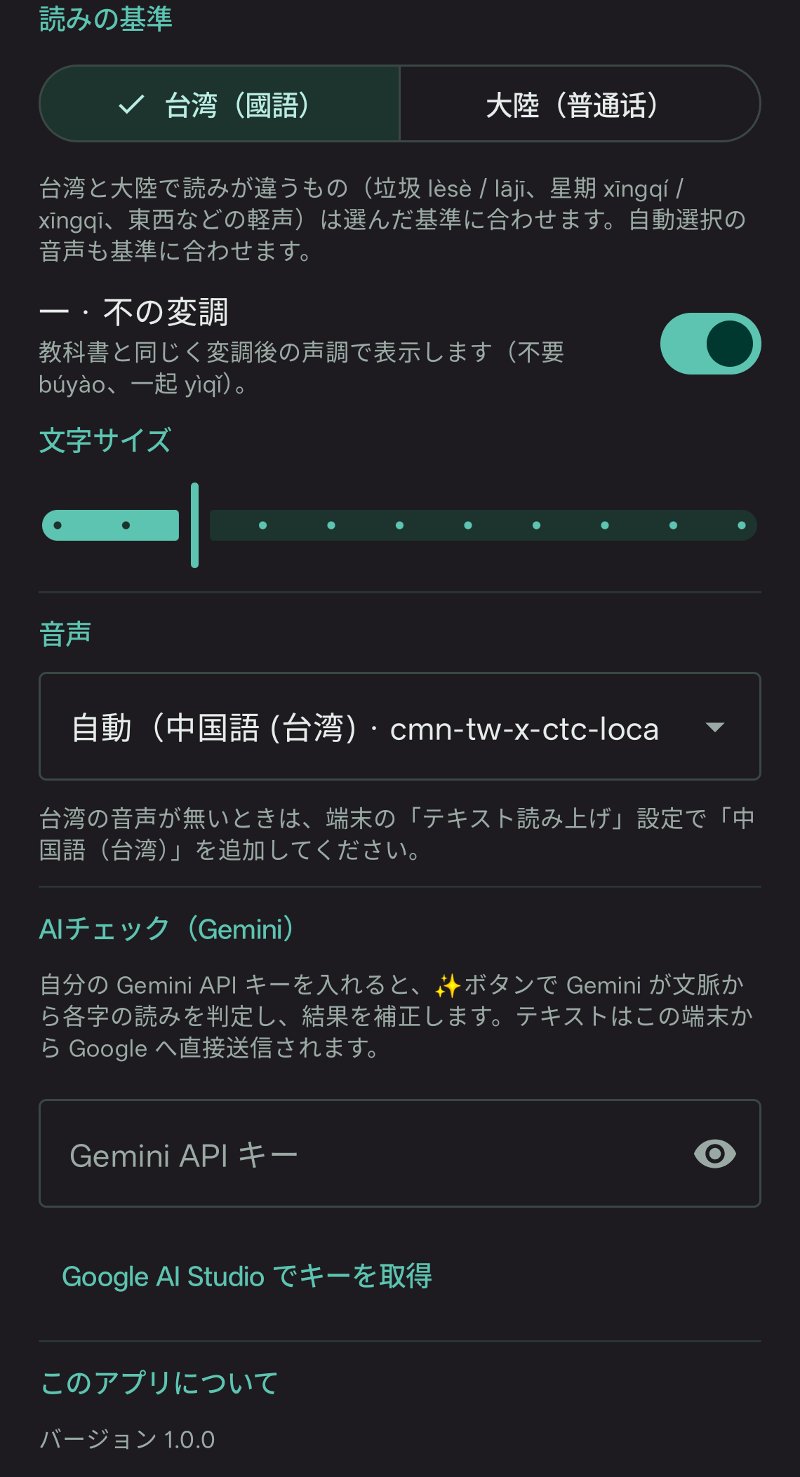 読みの基準
台湾（國語）
大陸（普通话）
台湾と大陸で読みが違うもの（垃圾 lèsè / lājī、星期 xīngqí /
xīngqī、東西などの軽声）は選んだ基準に合わせます。自動選択の
音声も基準に合わせます。
一・不の変調
教科書と同じく変調後の声調で表示します（不要
búyào、一起 yìqǐ）。
文字サイズ
音声
自動（中国語 (台湾)・cmn-tw-x-ctc-loca
台湾の音声が無いときは、端末の「テキスト読み上げ」設定で「中
国語（台湾）」を追加してください。
AIチェック（Gemini）
自分の Gemini API キーを入れると、✨ボタンで Gemini が文脈か
ら各字の読みを判定し、結果を補正します。テキストはこの端末か
ら Google へ直接送信されます。
Gemini API キー
Google AI Studio でキーを取得
このアプリについて
バージョン 1.0.0